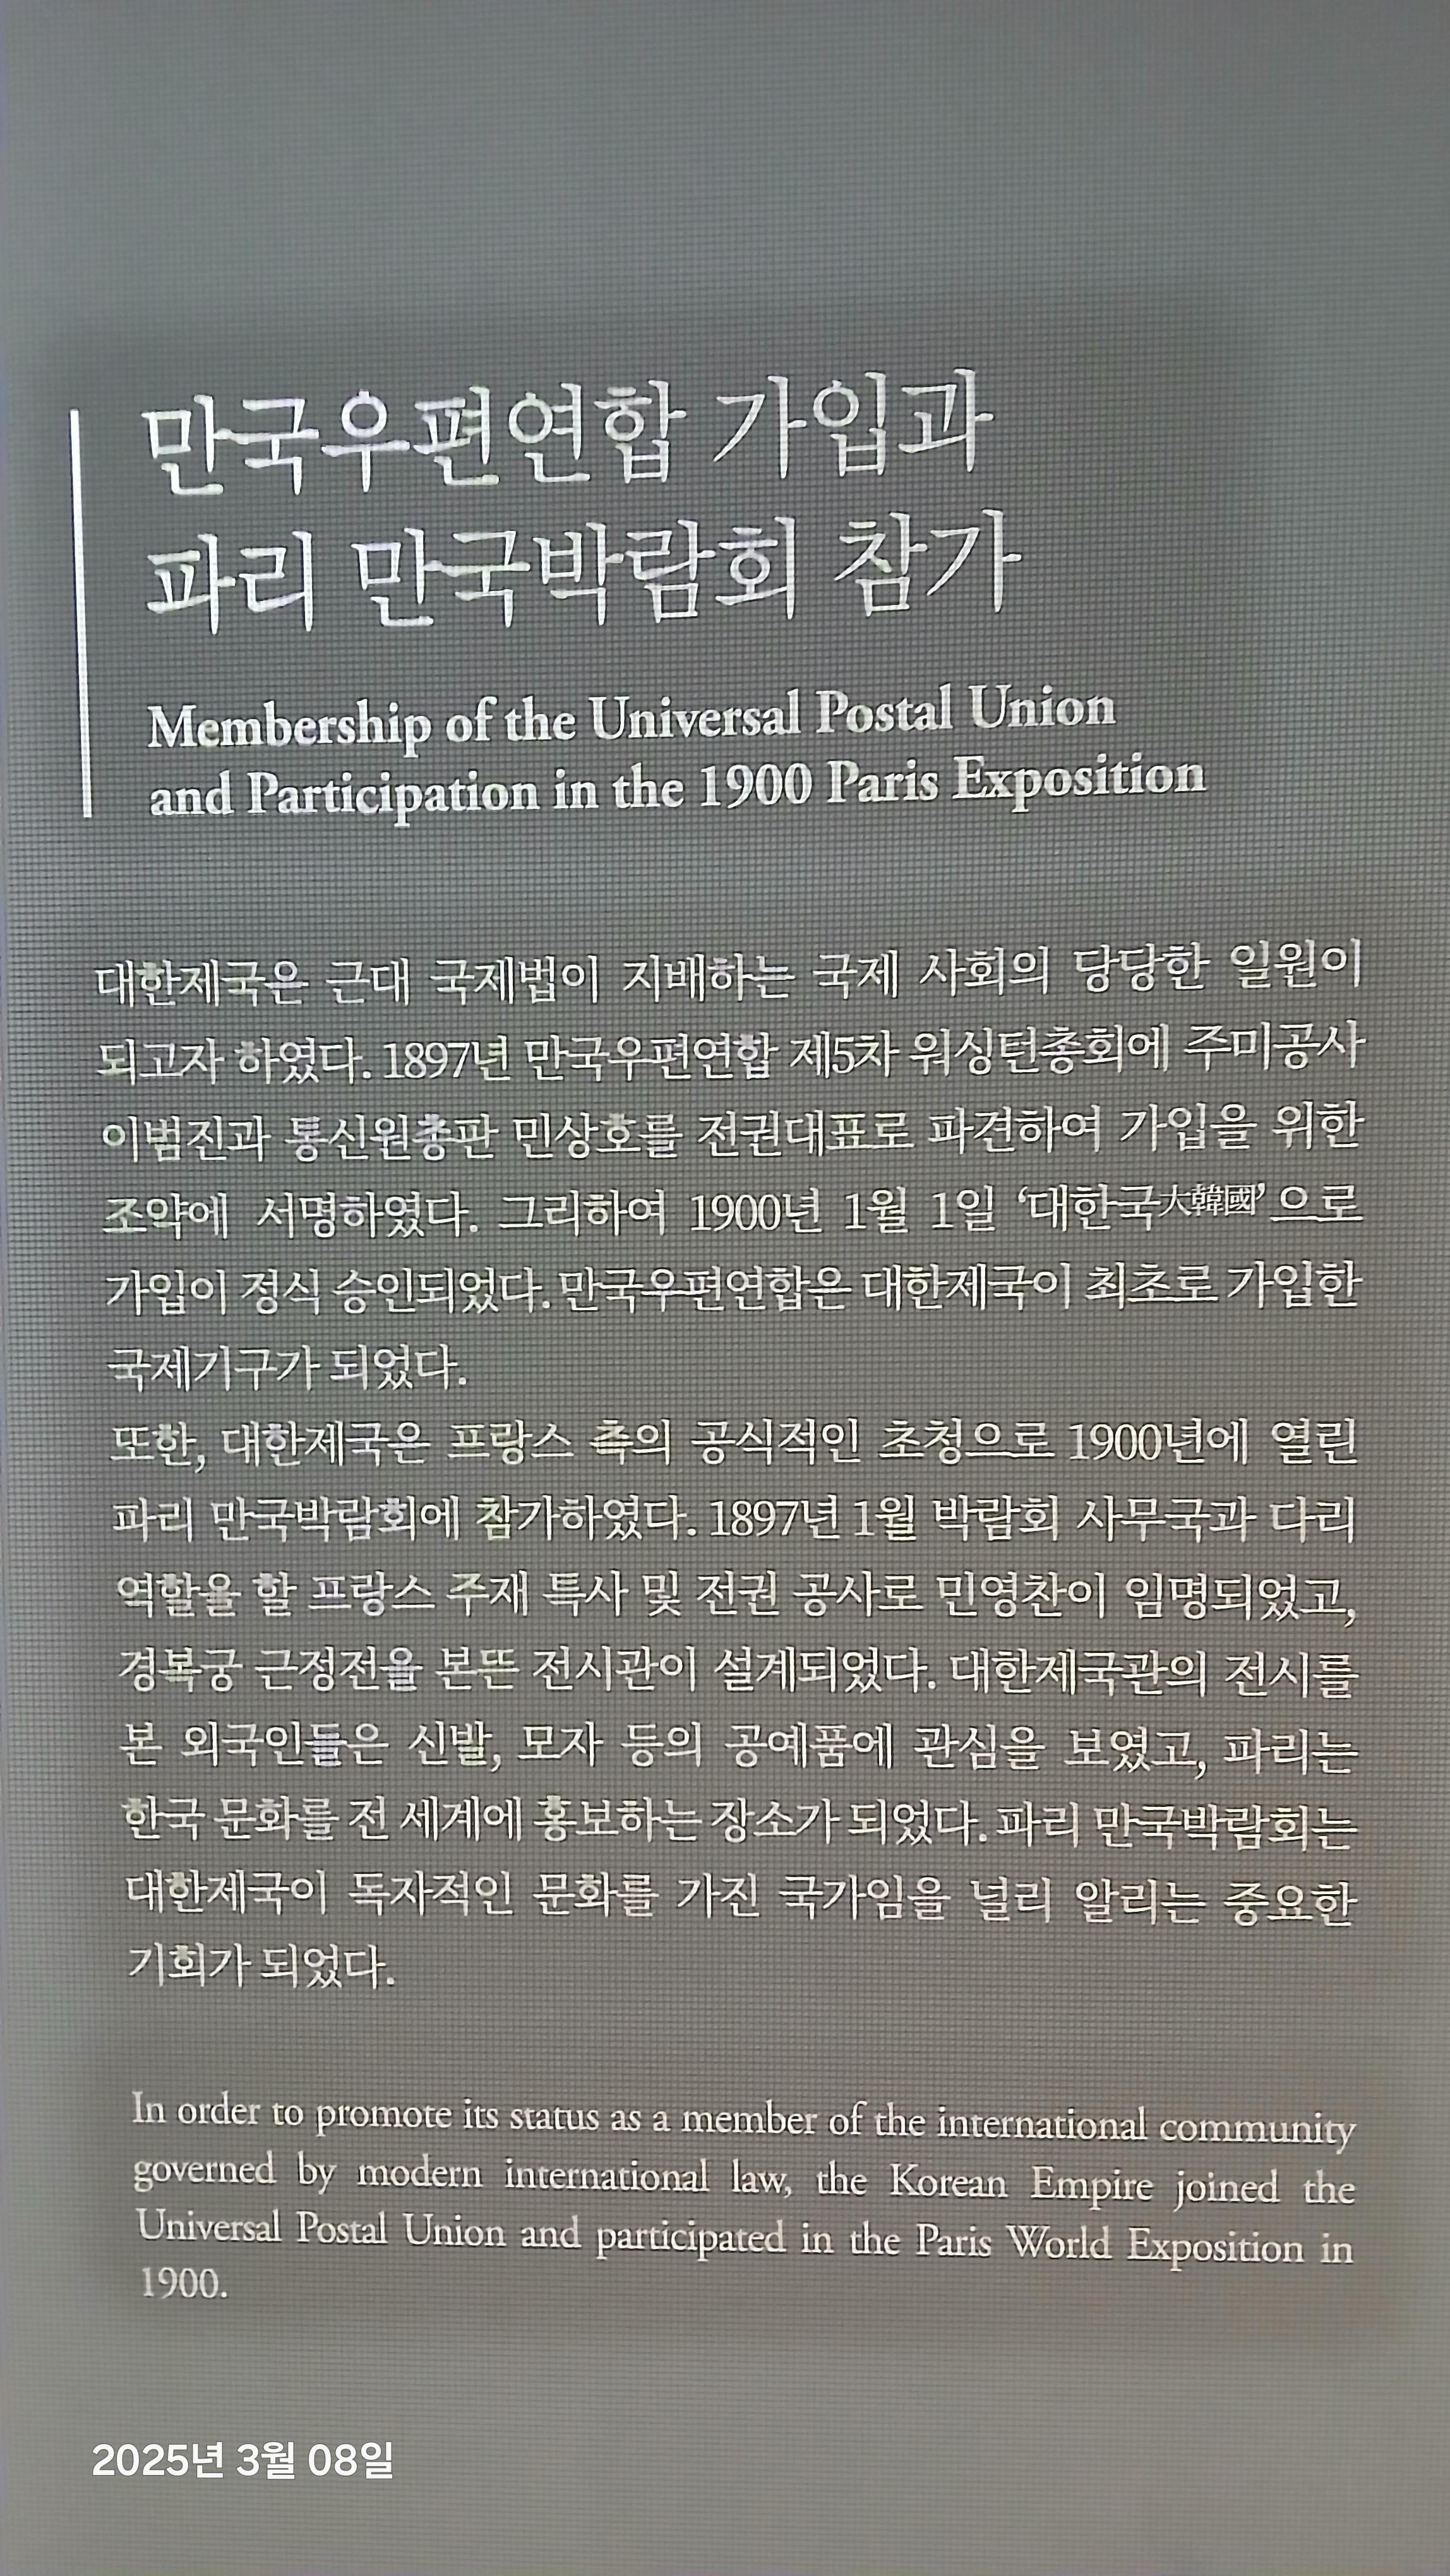 만국우편연합 가입과
파리 만국박람회 참가
Membership of the Universal Postal Union
and Participation in the 1900 Paris Exposition
대한제국은 근대 국제법이 지배하는 국제 사회의 당당한 일원이
되고자 하였다. 1897년 만국우편연합 제5차 워싱턴총회에 주미공사
이범진과 통신원총판 민상호를 전권대표로 파견하여 가입을 위한
조약에 서명하였다. 그리하여 1900년 1월 1일 ‘대한국大韓國’으로
가입이 정식 승인되었다. 만국우편연합은 대한제국이 최초로 가입한
국제기구가 되었다.
또한, 대한제국은 프랑스 측의 공식적인 초청으로 1900년에 열린
파리 만국박람회에 참가하였다. 1897년 1월 박람회 사무국과 다리
역할을 할 프랑스 주재 특사 및 전권 공사로 민영찬이 임명되었고,
경복궁 근정전을 본뜬 전시관이 설계되었다. 대한제국관의 전시를
본 외국인들은 신발, 모자 등의 공예품에 관심을 보였고, 파리는
한국 문화를 전 세계에 홍보하는 장소가 되었다. 파리 만국박람회는
대한제국이 독자적인 문화를 가진 국가임을 널리 알리는 중요한
기회가 되었다.
In order to promote its status as a member of the international community
governed by modern international law, the Korean Empire joined the
Universal Postal Union and participated in the Paris World Exposition in
1900.
2025년 3월 08일